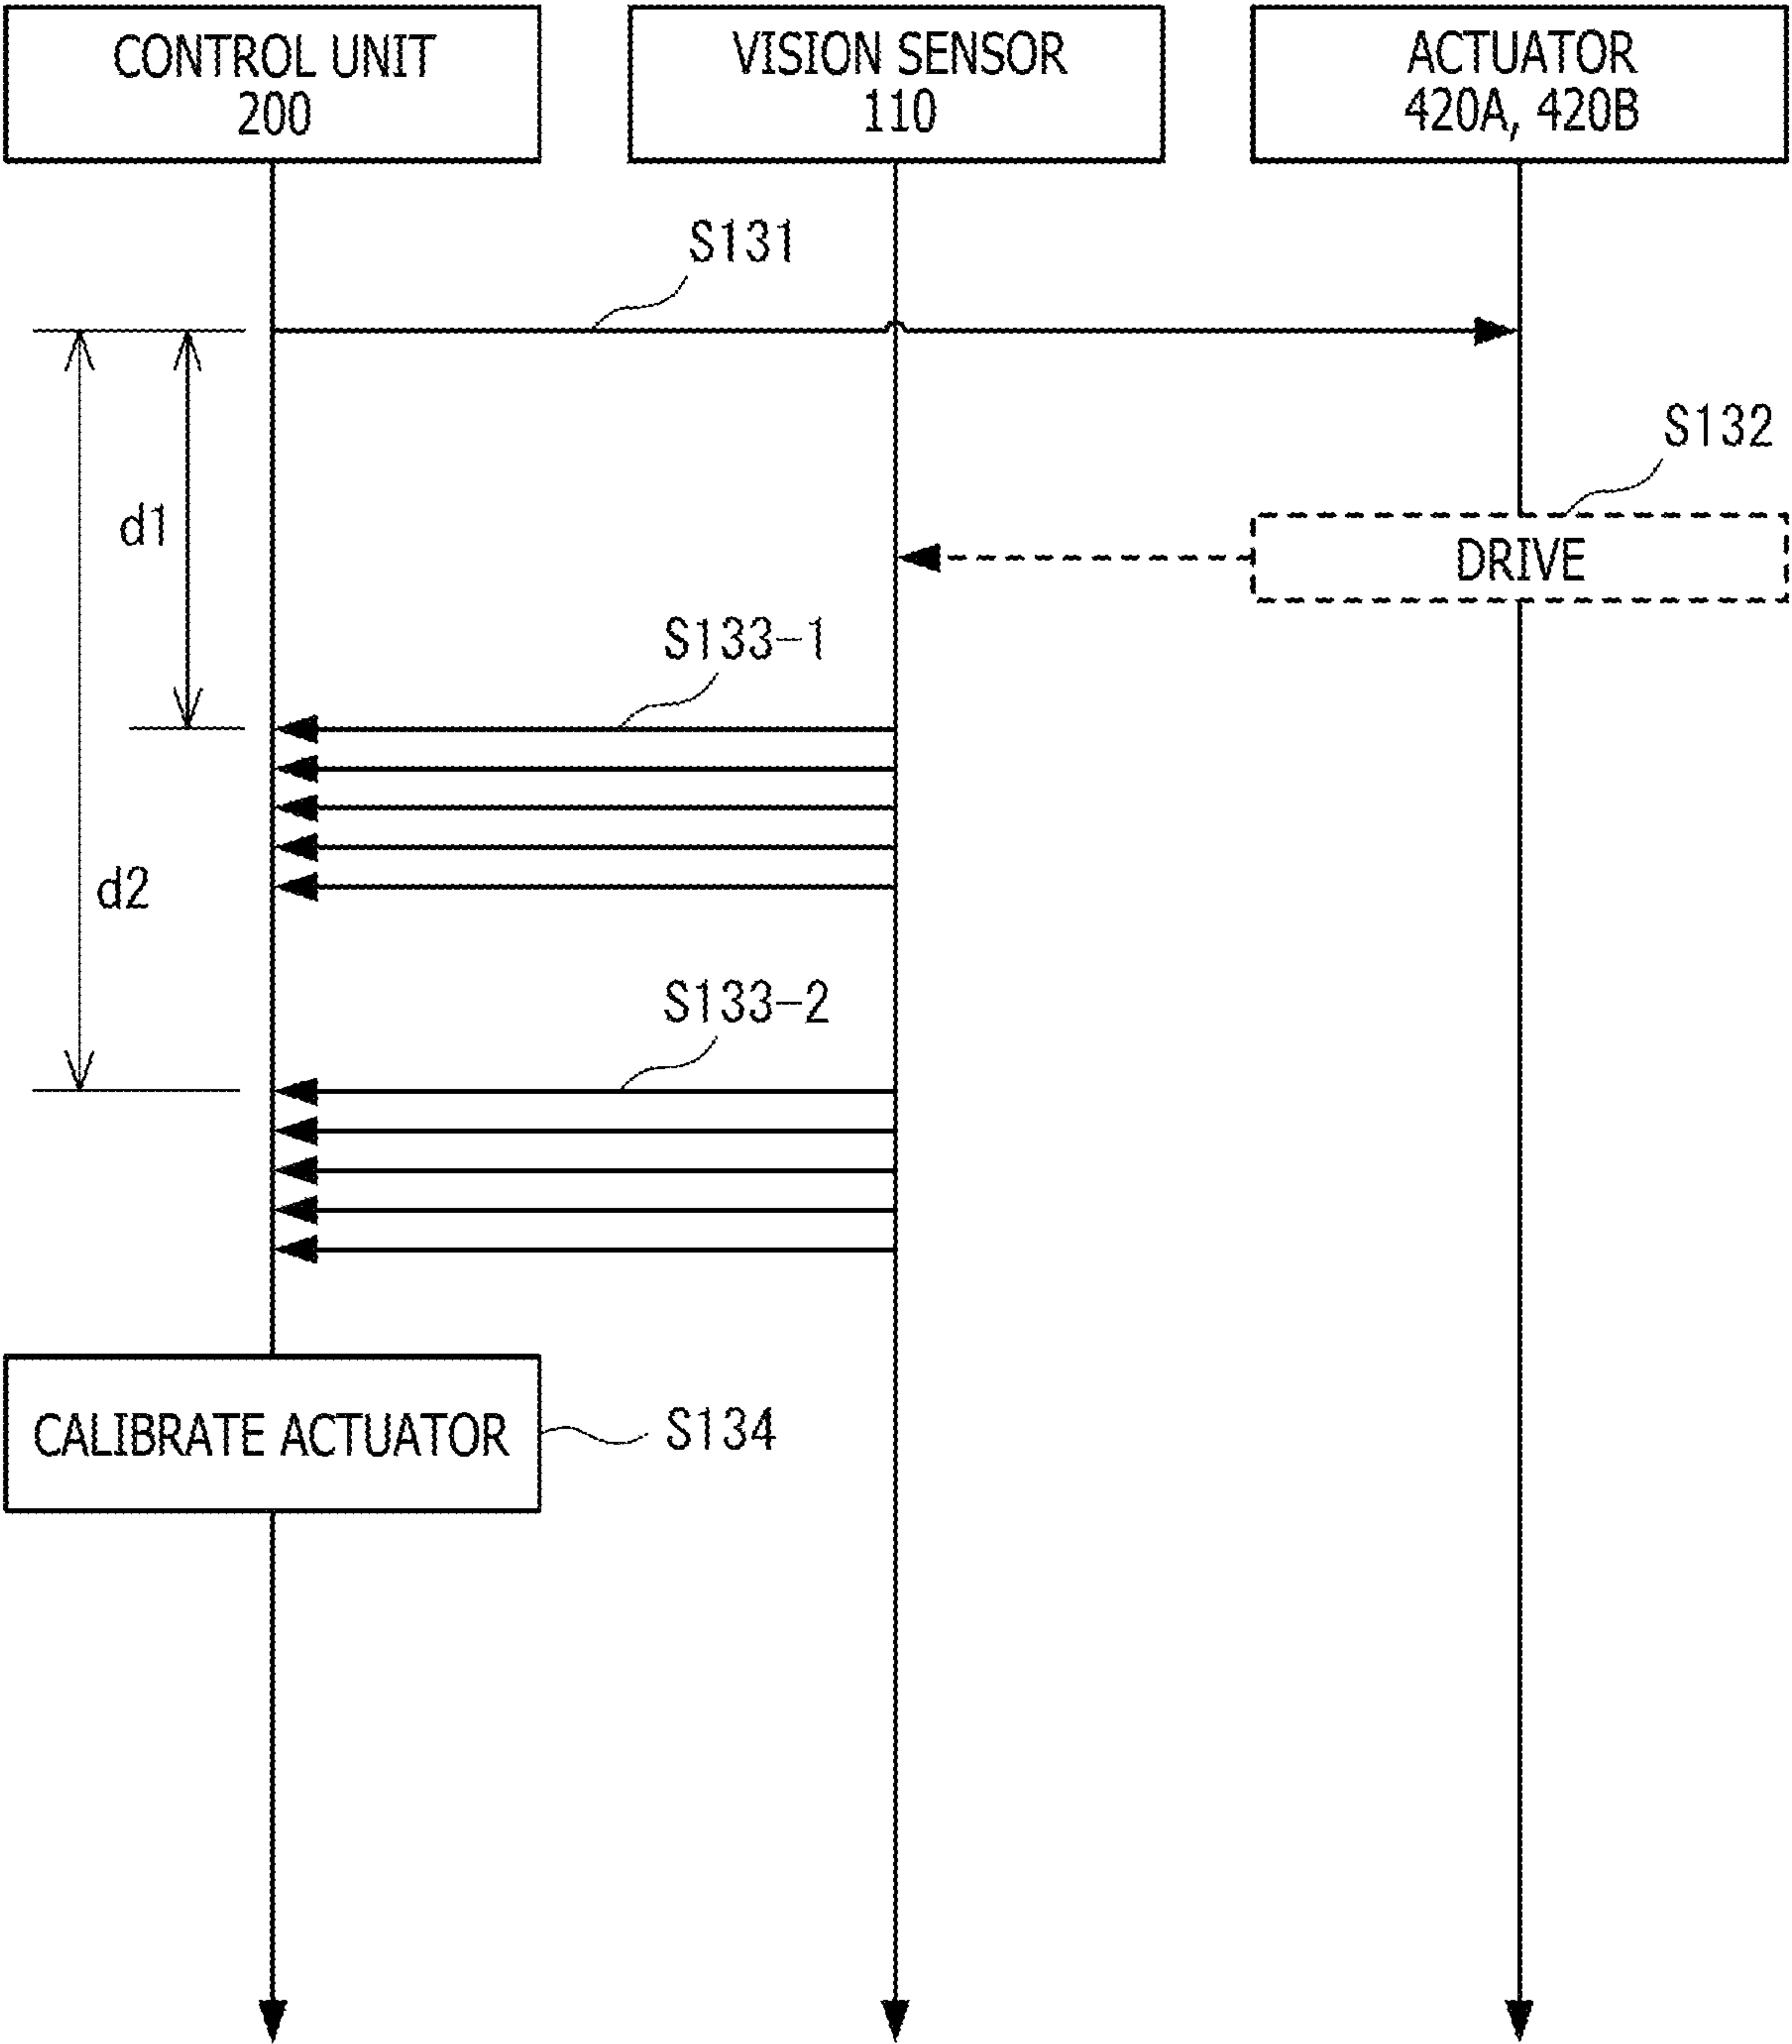 CONTROL UNIT
200
VISION SENSOR
110
ACTUATOR
420A, 420B
S131
S132
d1
DRIVE
S133-1
d2
S133-2
CALIBRATE ACTUATOR
S134